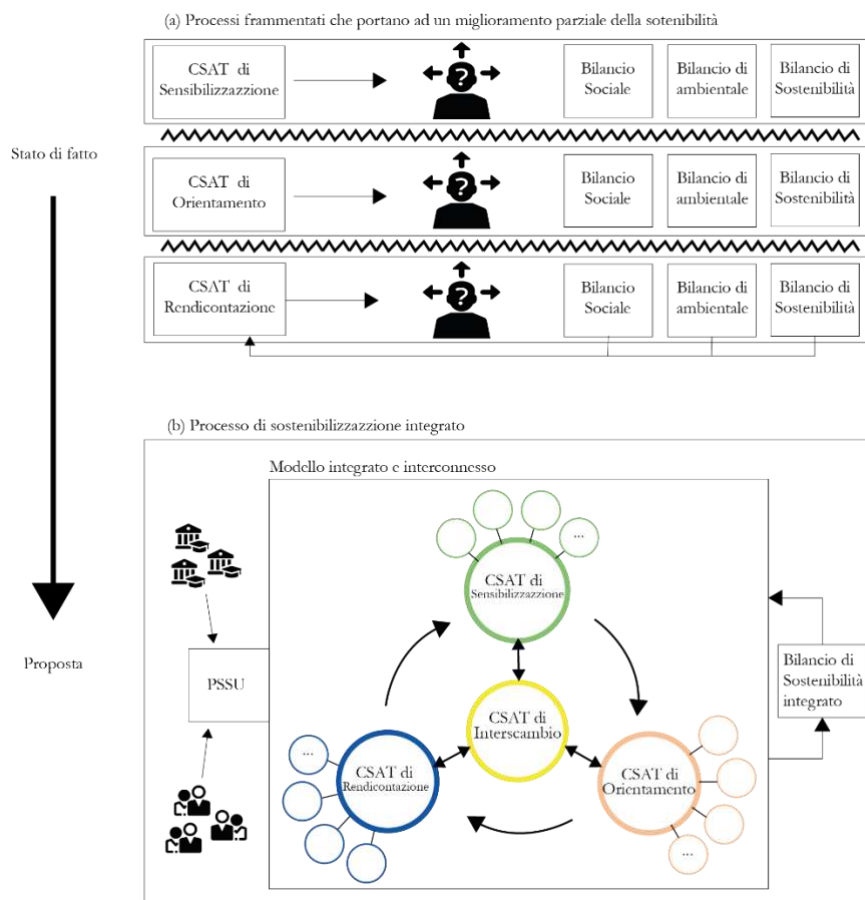 (a) Processi frammentati che portano ad un miglioramento parziale della sotenibilità
CSAT di
Sensibilizzazzione
?
Bilancio
Sociale
Bilancio di
ambientale
Bilancio di
Sostenibilità
Stato di fatto
CSAT di
Orientamento
?
Bilancio
Sociale
Bilancio di
ambientale
Bilancio di
Sostenibilità
CSAT di
Rendicontazione
?
Bilancio
Sociale
Bilancio di
ambientale
Bilancio di
Sostenibilità
(b) Processo di sostenibilizzazzione integrato
Modello integrato e interconnesso
...
CSAT di
Sensibilizzazzione
Proposta
PSSU
Bilancio di
Sostenibilità
integrato
CSAT di
Interscambio
...
CSAT di
Rendicontazione
CSAT di
Orientamento
...